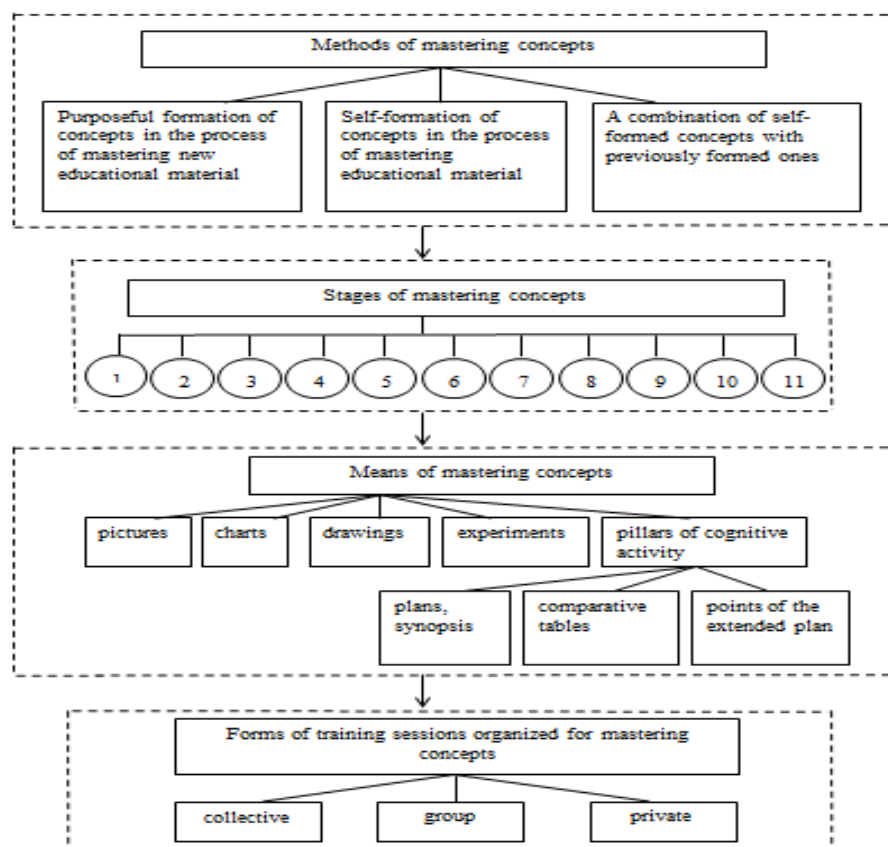 Methods of mastering concepts
Purposeful formation of
concepts in the process
of mastering new
educational material
Self-formation of
concepts in the process
of mastering
educational material
A combination of self-
formed concepts with
previously formed ones
Stages of mastering concepts
1 2 3 4 5 6 7 8 9 10 11
Means of mastering concepts
pictures
charts
drawings
experiments
pillars of cognitive
activity
plans,
synopsis
comparative
tables
points of the
extended plan
Forms of training sessions organized for mastering
concepts
collective
group
private